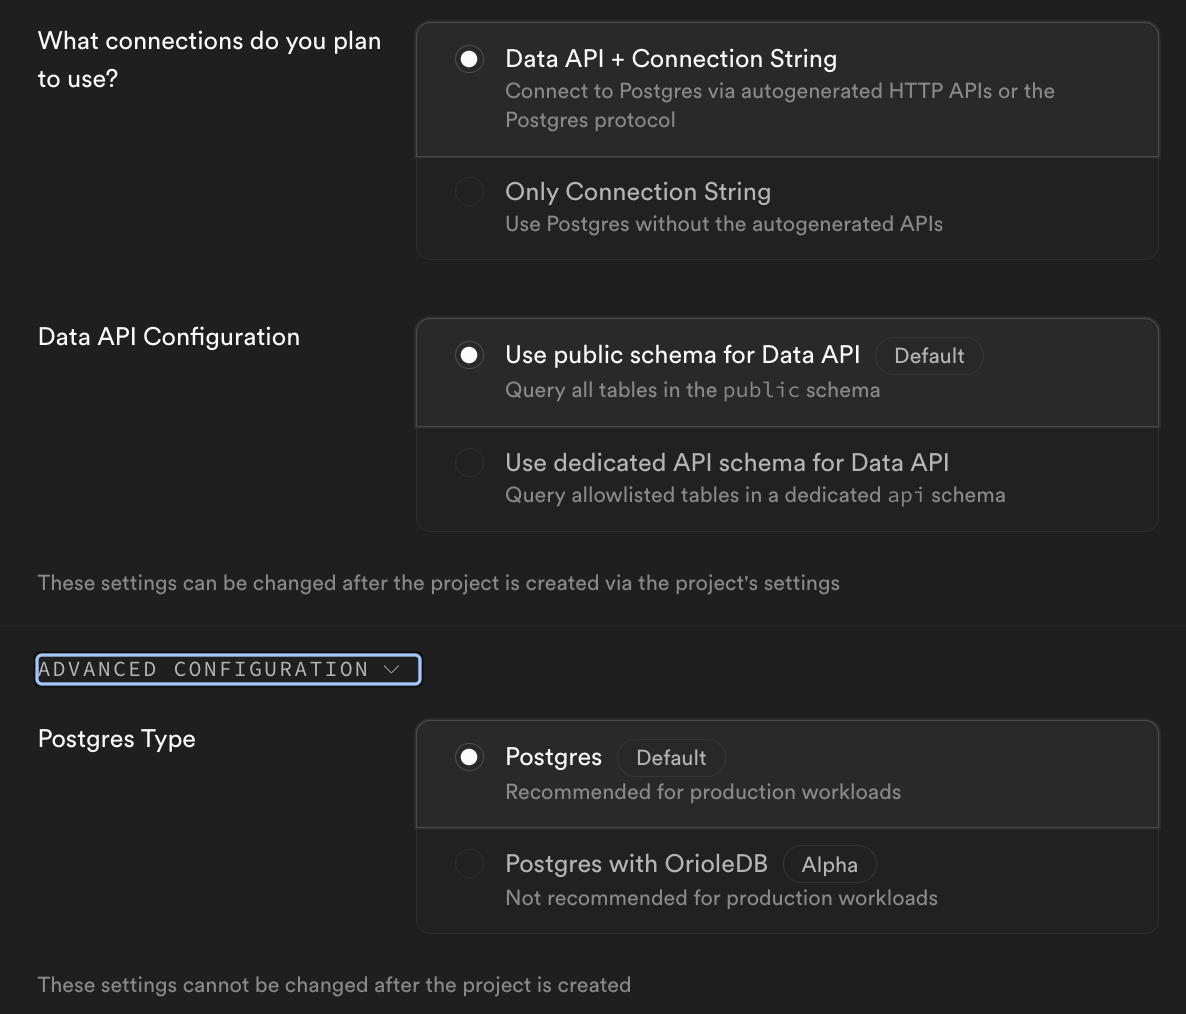 What connections do you plan
to use?
Data API + Connection String
Connect to Postgres via autogenerated HTTP APIs or the
Postgres protocol
Only Connection String
Use Postgres without the autogenerated APIs
Data API Configuration
Use public schema for Data API Default
Query all tables in the public schema
Use dedicated API schema for Data API
Query allowlisted tables in a dedicated api schema
These settings can be changed after the project is created via the project's settings
ADVANCED CONFIGURATION
Postgres Type
Postgres Default
Recommended for production workloads
Postgres with OrioleDB Alpha
Not recommended for production workloads
These settings cannot be changed after the project is created